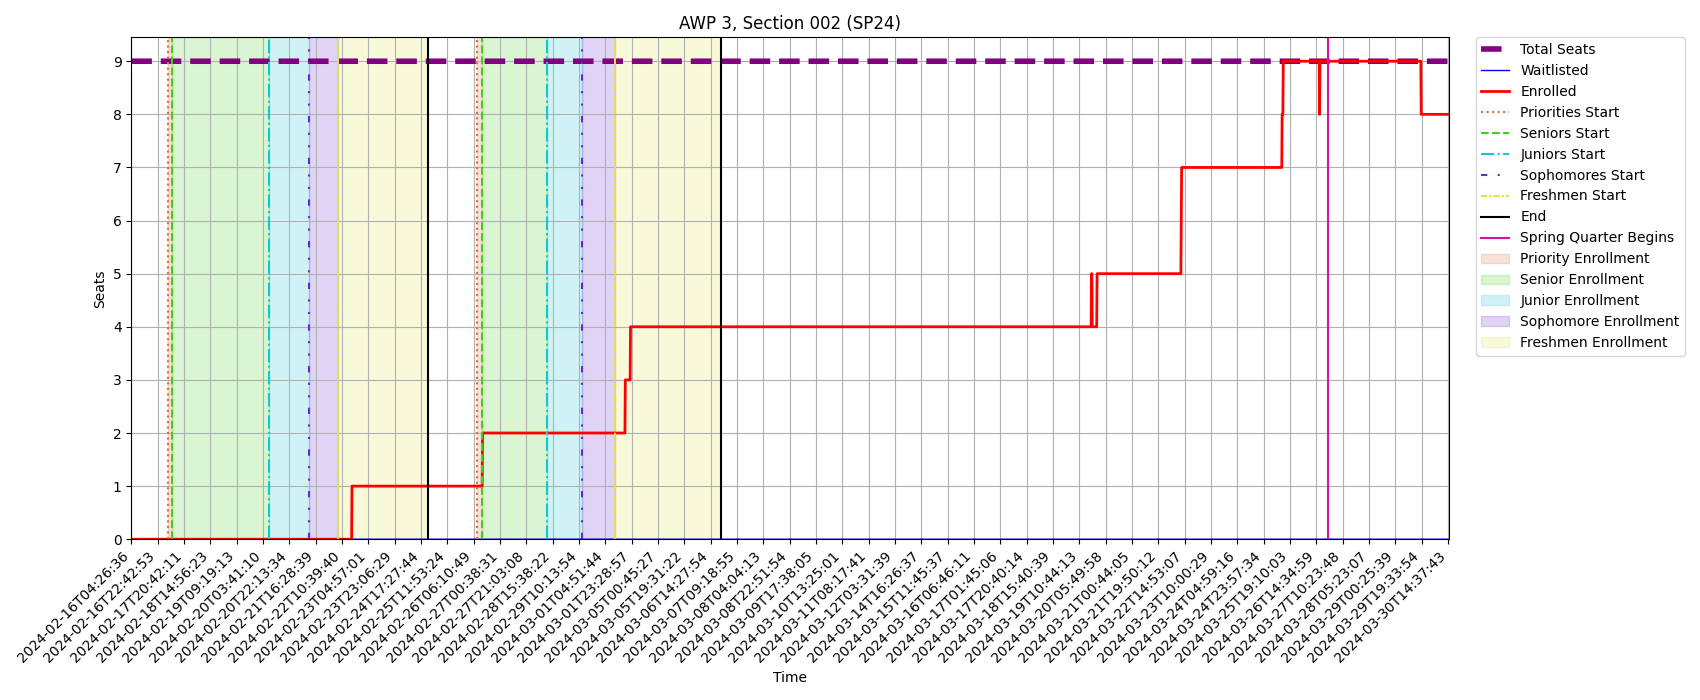 AWP 3, Section 002 (SP24)
Seats
9
8
7
6
5
4
3
2
1
0
2024-02-16T04:26:36
2024-02-16T22:42:53
2024-02-17T20:42:11
2024-02-18T14:56:23
2024-02-19T09:19:13
2024-02-20T03:41:10
2024-02-20T22:13:34
2024-02-21T16:28:39
2024-02-22T10:39:40
2024-02-23T04:57:01
2024-02-23T23:06:29
2024-02-24T17:27:44
2024-02-25T11:53:24
2024-02-26T06:10:49
2024-02-27T00:38:31
2024-02-28T21:03:08
2024-02-28T15:38:22
2024-02-29T10:13:54
2024-03-01T04:51:44
2024-03-01T23:28:57
2024-03-05T00:45:27
2024-03-05T19:31:22
2024-03-06T14:27:54
2024-03-07T09:18:55
2024-03-08T04:04:13
2024-03-08T22:51:54
2024-03-09T17:38:05
2024-03-10T13:25:01
2024-03-11T08:17:41
2024-03-12T03:31:39
2024-03-14T16:26:37
2024-03-15T11:45:37
2024-03-16T06:46:11
2024-03-17T01:45:06
2024-03-17T20:40:14
2024-03-18T15:40:39
2024-03-19T10:44:13
2024-03-20T05:49:58
2024-03-21T00:44:05
2024-03-21T19:50:12
2024-03-22T14:53:07
2024-03-23T10:00:29
2024-03-24T04:59:16
2024-03-24T23:57:34
2024-03-25T19:10:03
2024-03-26T14:34:59
2024-03-27T10:23:48
2024-03-28T05:23:07
2024-03-29T00:25:39
2024-03-29T19:33:54
2024-03-30T14:37:43
Time
Total Seats
Waitlisted
Enrolled
Priorities Start
Seniors Start
Juniors Start
Sophomores Start
Freshmen Start
End
Spring Quarter Begins
Priority Enrollment
Senior Enrollment
Junior Enrollment
Sophomore Enrollment
Freshmen Enrollment